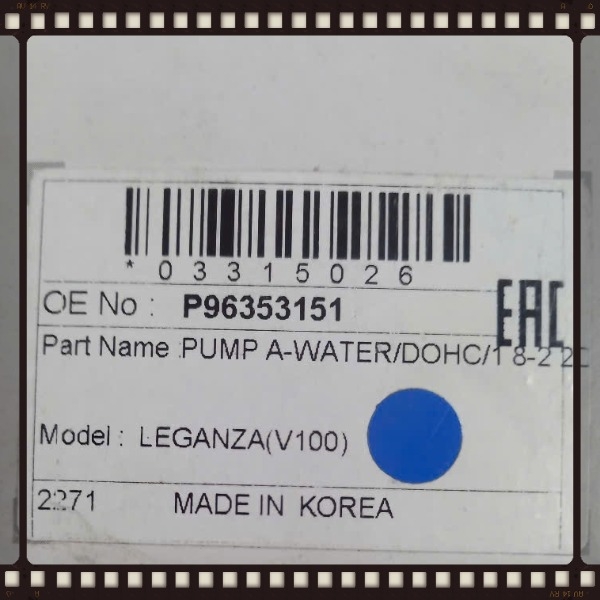 * 03315026
OE No : P96353151
EAC
Part Name :PUMP A-WATER/DOHC/1 8-2 2
Model : LEGANZA(V100)
MADE IN KOREA